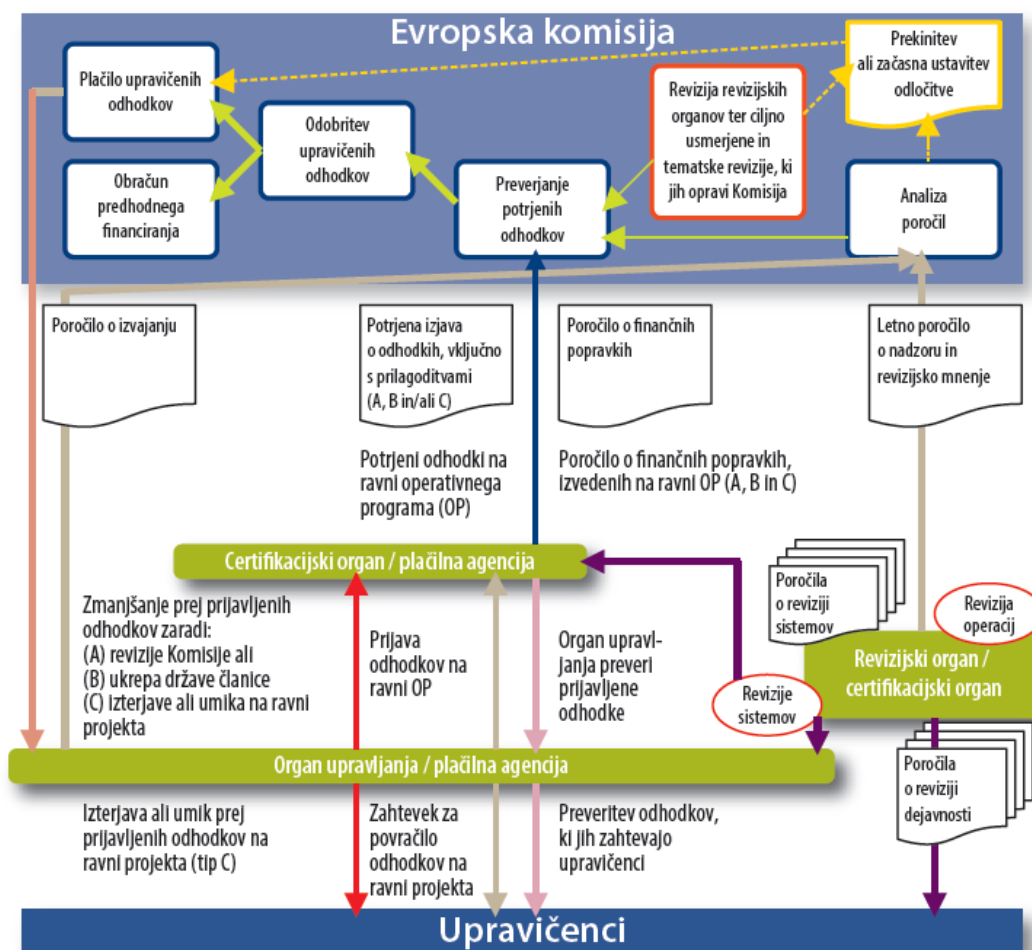 Evropska komisija
Plačilo upravičenih
odhodkov
Obračun
predhodnega
financiranja
Odobritev
upravičenih
odhodkov
Preverjanje
potrjenih
odhodkov
Revizija revizijskih
organov ter ciljno
usmerjene in
tematske revizije, ki
jih opravi Komisija
Prekinitev
ali začasna ustavitev
odločitve
Analiza
poročil
Poročilo o izvajanju
Potrjena izjava
o odhodkih, vključno
s prilagoditvami
(A, B in/ali C)
Poročilo o finančnih
popravkih
Letno poročilo
o nadzoru in
revizijsko mnenje
Potrjeni odhodki na
ravni operativnega
programa (OP)
Poročilo o finančnih popravkih,
izvedenih na ravni OP (A, B in C)
Certifikacijski organ / plačilna agencija
Zmanjšanje prej prijavljenih
odhodkov zaradi:
(A) revizije Komisije ali
(B) ukrepa države članice
(C) izterjave ali umika na ravni
projekta
Prijava
odhodkov na
ravni OP
Organ uprav-
ljanja preveri
prijavljene
odhodke
Poročila
o reviziji
sistemov
Revizija
operacij
Revizijski organ /
certifikacijski organ
Revizije
sistemov
Organ upravljanja / plačilna agencija
Izterjava ali umik prej
prijavljenih odhodkov na
ravni projekta (tip C)
Zahtevek za
povračilo
odhodkov na
ravni projekta
Preveritev odhodkov,
ki jih zahtevajo
upravičenci
Poročila
o reviziji
dejavnosti
Upravičenci